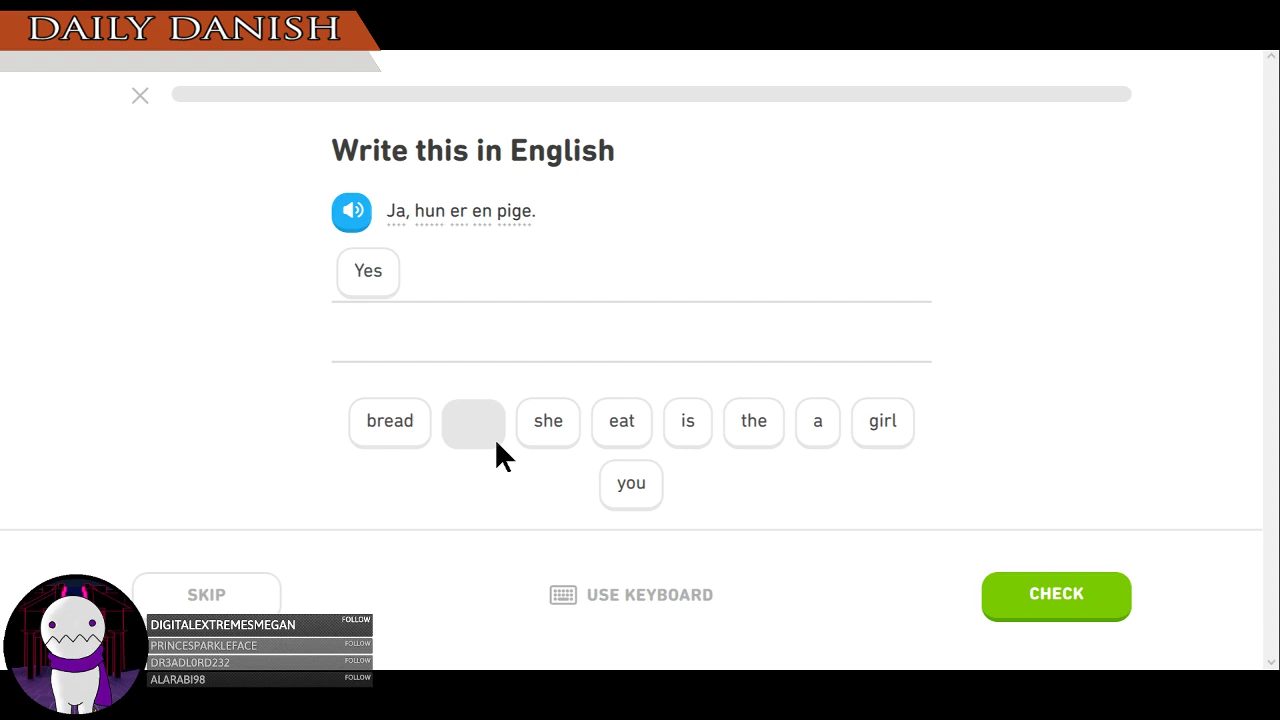 DAILY DANISH
Write this in English
Ja, hun er en pige.
Yes
bread she eat is the a girl
you
SKIP
USE KEYBOARD
CHECK
DIGITALEXTREMESMEGAN FOLLOW
PRINCESPARKLEFACE FOLLOW
DR3ADL0RD232 FOLLOW
ALARABI98 FOLLOW